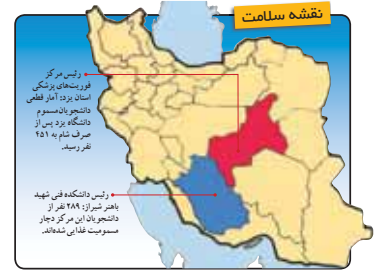 نقشه سلامت
رئیس مرکز
فوریت‌های پزشکی
استان یزد: آمار قطعی
دانشجویان مسموم
دانشگاه یزد پس از
صرف شام به ۴۵۱
نفر رسید.
رئیس دانشکده فنی شهید
باهنر شیراز: ۲۸۹ نفر از
دانشجویان این مرکز دچار
مسمومیت غذایی شده‌اند.